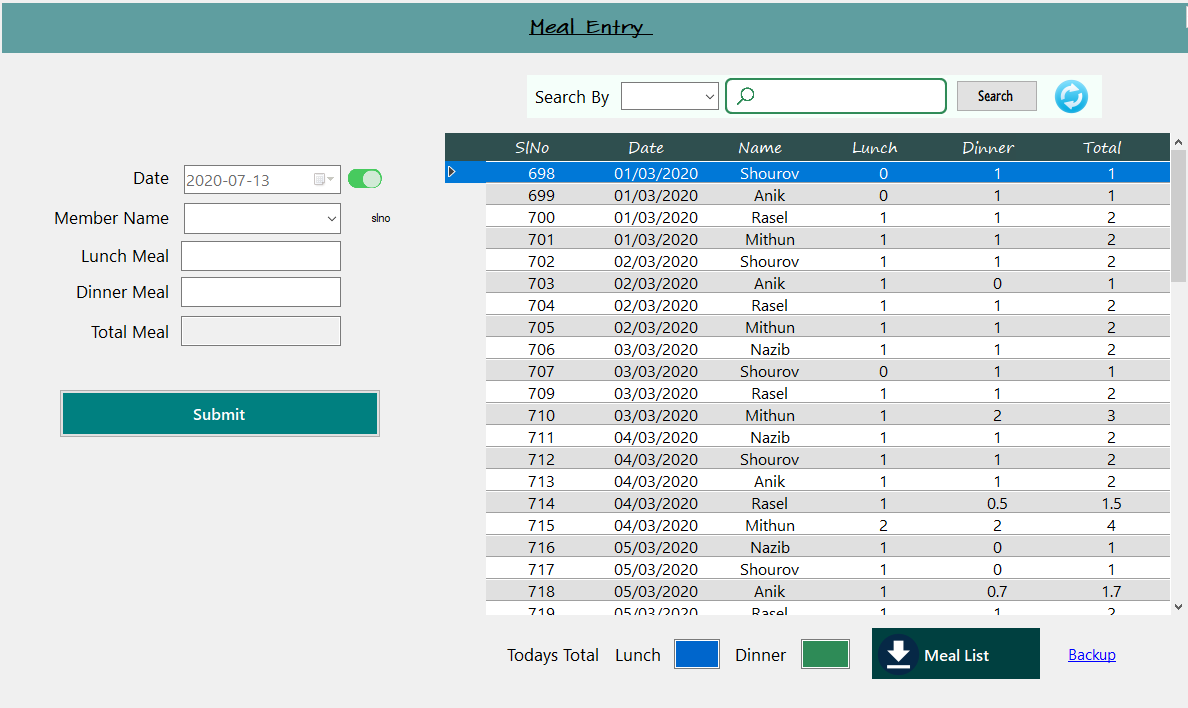 Meal Entry
Search By Search
Date 2020-07-13
Member Name slno
Lunch Meal
Dinner Meal
Total Meal
Submit
SlNo Date Name Lunch Dinner Total
698 01/03/2020 Shourov 0 1 1
699 01/03/2020 Anik 0 1 1
700 01/03/2020 Rasel 1 1 2
701 01/03/2020 Mithun 1 1 2
702 02/03/2020 Shourov 1 1 2
703 02/03/2020 Anik 1 0 1
704 02/03/2020 Rasel 1 1 2
705 02/03/2020 Mithun 1 1 2
706 03/03/2020 Nazib 1 1 2
707 03/03/2020 Shourov 0 1 1
709 03/03/2020 Rasel 1 1 2
710 03/03/2020 Mithun 1 2 3
711 04/03/2020 Nazib 1 1 2
712 04/03/2020 Shourov 1 1 2
713 04/03/2020 Anik 1 1 2
714 04/03/2020 Rasel 1 0.5 1.5
715 04/03/2020 Mithun 2 2 4
716 05/03/2020 Nazib 1 0 1
717 05/03/2020 Shourov 1 0 1
718 05/03/2020 Anik 1 0.7 1.7
719 05/03/2020 Rasel 1 1 2
Todays Total Lunch Dinner Meal List Backup